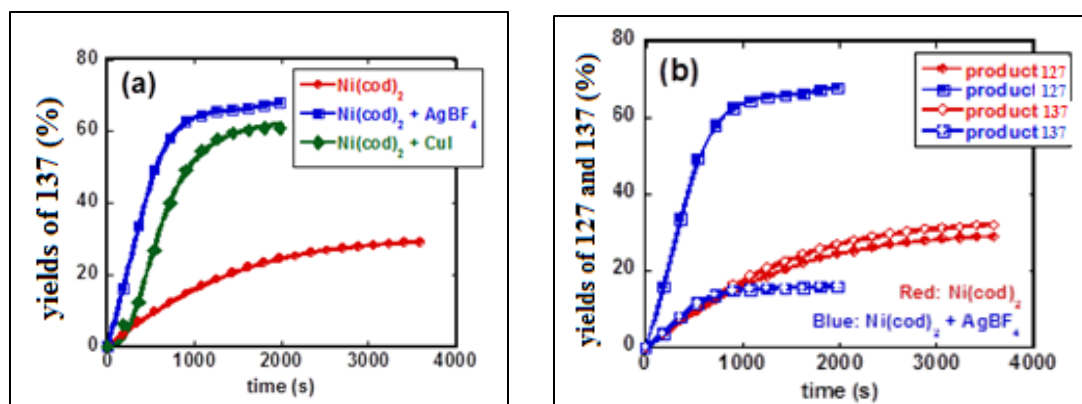 (a)
Ni(cod)2
Ni(cod)2 + AgBF4
Ni(cod)2 + CuI
yields of 137 (%)
80
60
40
20
0
0 1000 2000 3000 4000
time (s)
(b)
product 127
product 127
product 137
product 137
yields of 127 and 137 (%)
80
60
40
20
0
Red: Ni(cod)2
Blue: Ni(cod)2 + AgBF4
0 1000 2000 3000 4000
time (s)